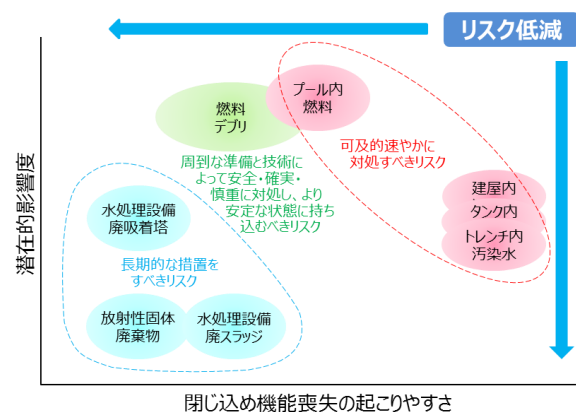 リスク低減
プール内
燃料
燃料
デブリ
可及的速やかに
対処すべきリスク
周到な準備と技術に
よって安全・確実・
慎重に対処し、より
安定な状態に持ち
込むべきリスク
建屋内
タンク内
トレンチ内
汚染水
水処理設備
廃吸着塔
長期的な措置を
すべきリスク
放射性固体
廃棄物
水処理設備
廃スラッジ
潜在的影響度
閉じ込め機能喪失の起こりやすさ